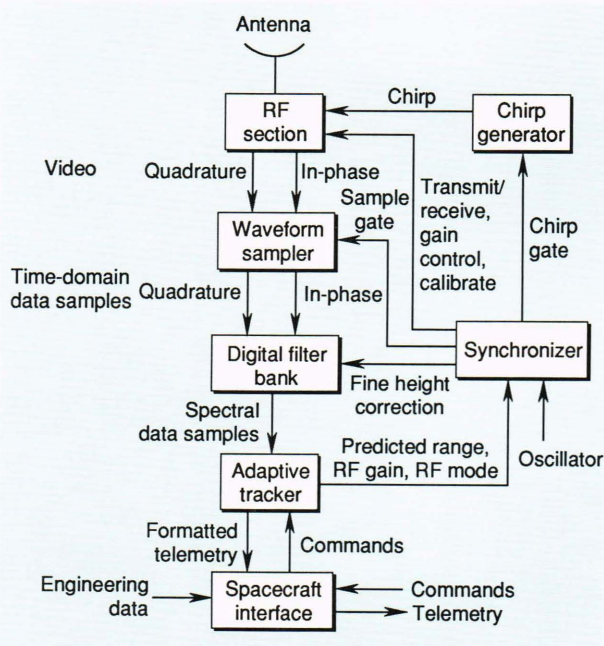 Antenna
RF
section
Chirp
Chirp
generator
Video
Quadrature
In-phase
Sample
gate
Transmit/
receive,
gain
control,
calibrate
Chirp
gate
Waveform
sampler
Time-domain
data samples
Quadrature
In-phase
Synchronizer
Digital filter
bank
Fine height
correction
Spectral
data samples
Predicted range,
RF gain, RF mode
Oscillator
Adaptive
tracker
Formatted
telemetry
Commands
Engineering
data
Spacecraft
interface
Commands
Telemetry